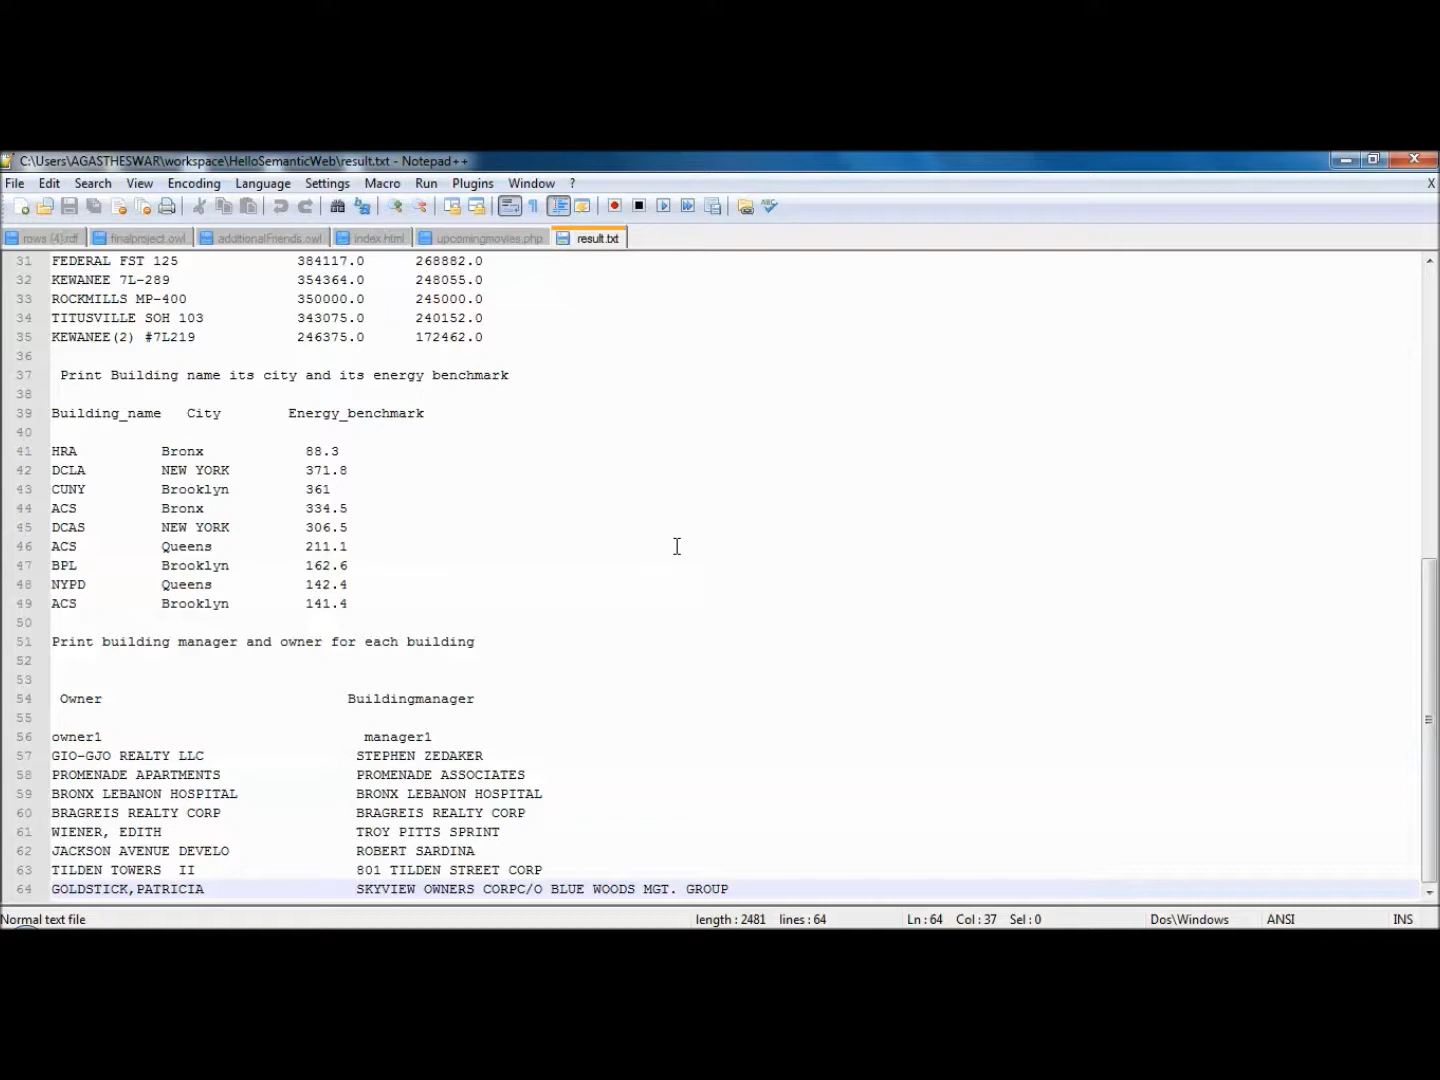 C:\Users\AGASTHESWAR\workspace\HelloSemanticWeb\result.txt - Notepad++
File Edit Search View Encoding Language Settings Macro Run Plugins Window ? X
rows (4).rdf finalproject.owl addtionalFriends.owl index.html upcomingmovies.php result.txt
31 FEDERAL FST 125 384117.0 268882.0
32 KEWANEE 7L-289 354364.0 248055.0
33 ROCKMILLS MP-400 350000.0 245000.0
34 TITUSVILLE SOH 103 343075.0 240152.0
35 KEWANEE(2) #7L219 246375.0 172462.0
36
37 Print Building name its city and its energy benchmark
38
39 Building_name City Energy_benchmark
40
41 HRA Bronx 88.3
42 DCLA NEW YORK 371.8
43 CUNY Brooklyn 361
44 ACS Bronx 334.5
45 DCAS NEW YORK 306.5
46 ACS Queens 211.1
47 BPL Brooklyn 162.6
48 NYPD Queens 142.4
49 ACS Brooklyn 141.4
50
51 Print building manager and owner for each building
52
53
54 Owner Buildingmanager
55
56 owner1 manager1
57 GIO-GJO REALTY LLC STEPHEN ZEDAKER
58 PROMENADE APARTMENTS PROMENADE ASSOCIATES
59 BRONX LEBANON HOSPITAL BRONX LEBANON HOSPITAL
60 BRAGREIS REALTY CORP BRAGREIS REALTY CORP
61 WIENER, EDITH TROY PITTS SPRINT
62 JACKSON AVENUE DEVELO ROBERT SARDINA
63 TILDEN TOWERS II 801 TILDEN STREET CORP
64 GOLDSTICK,PATRICIA SKYVIEW OWNERS CORPC/O BLUE WOODS MGT. GROUP
Normal text file length : 2481 lines : 64 Ln : 64 Col : 37 Sel : 0 Dos\Windows ANSI INS